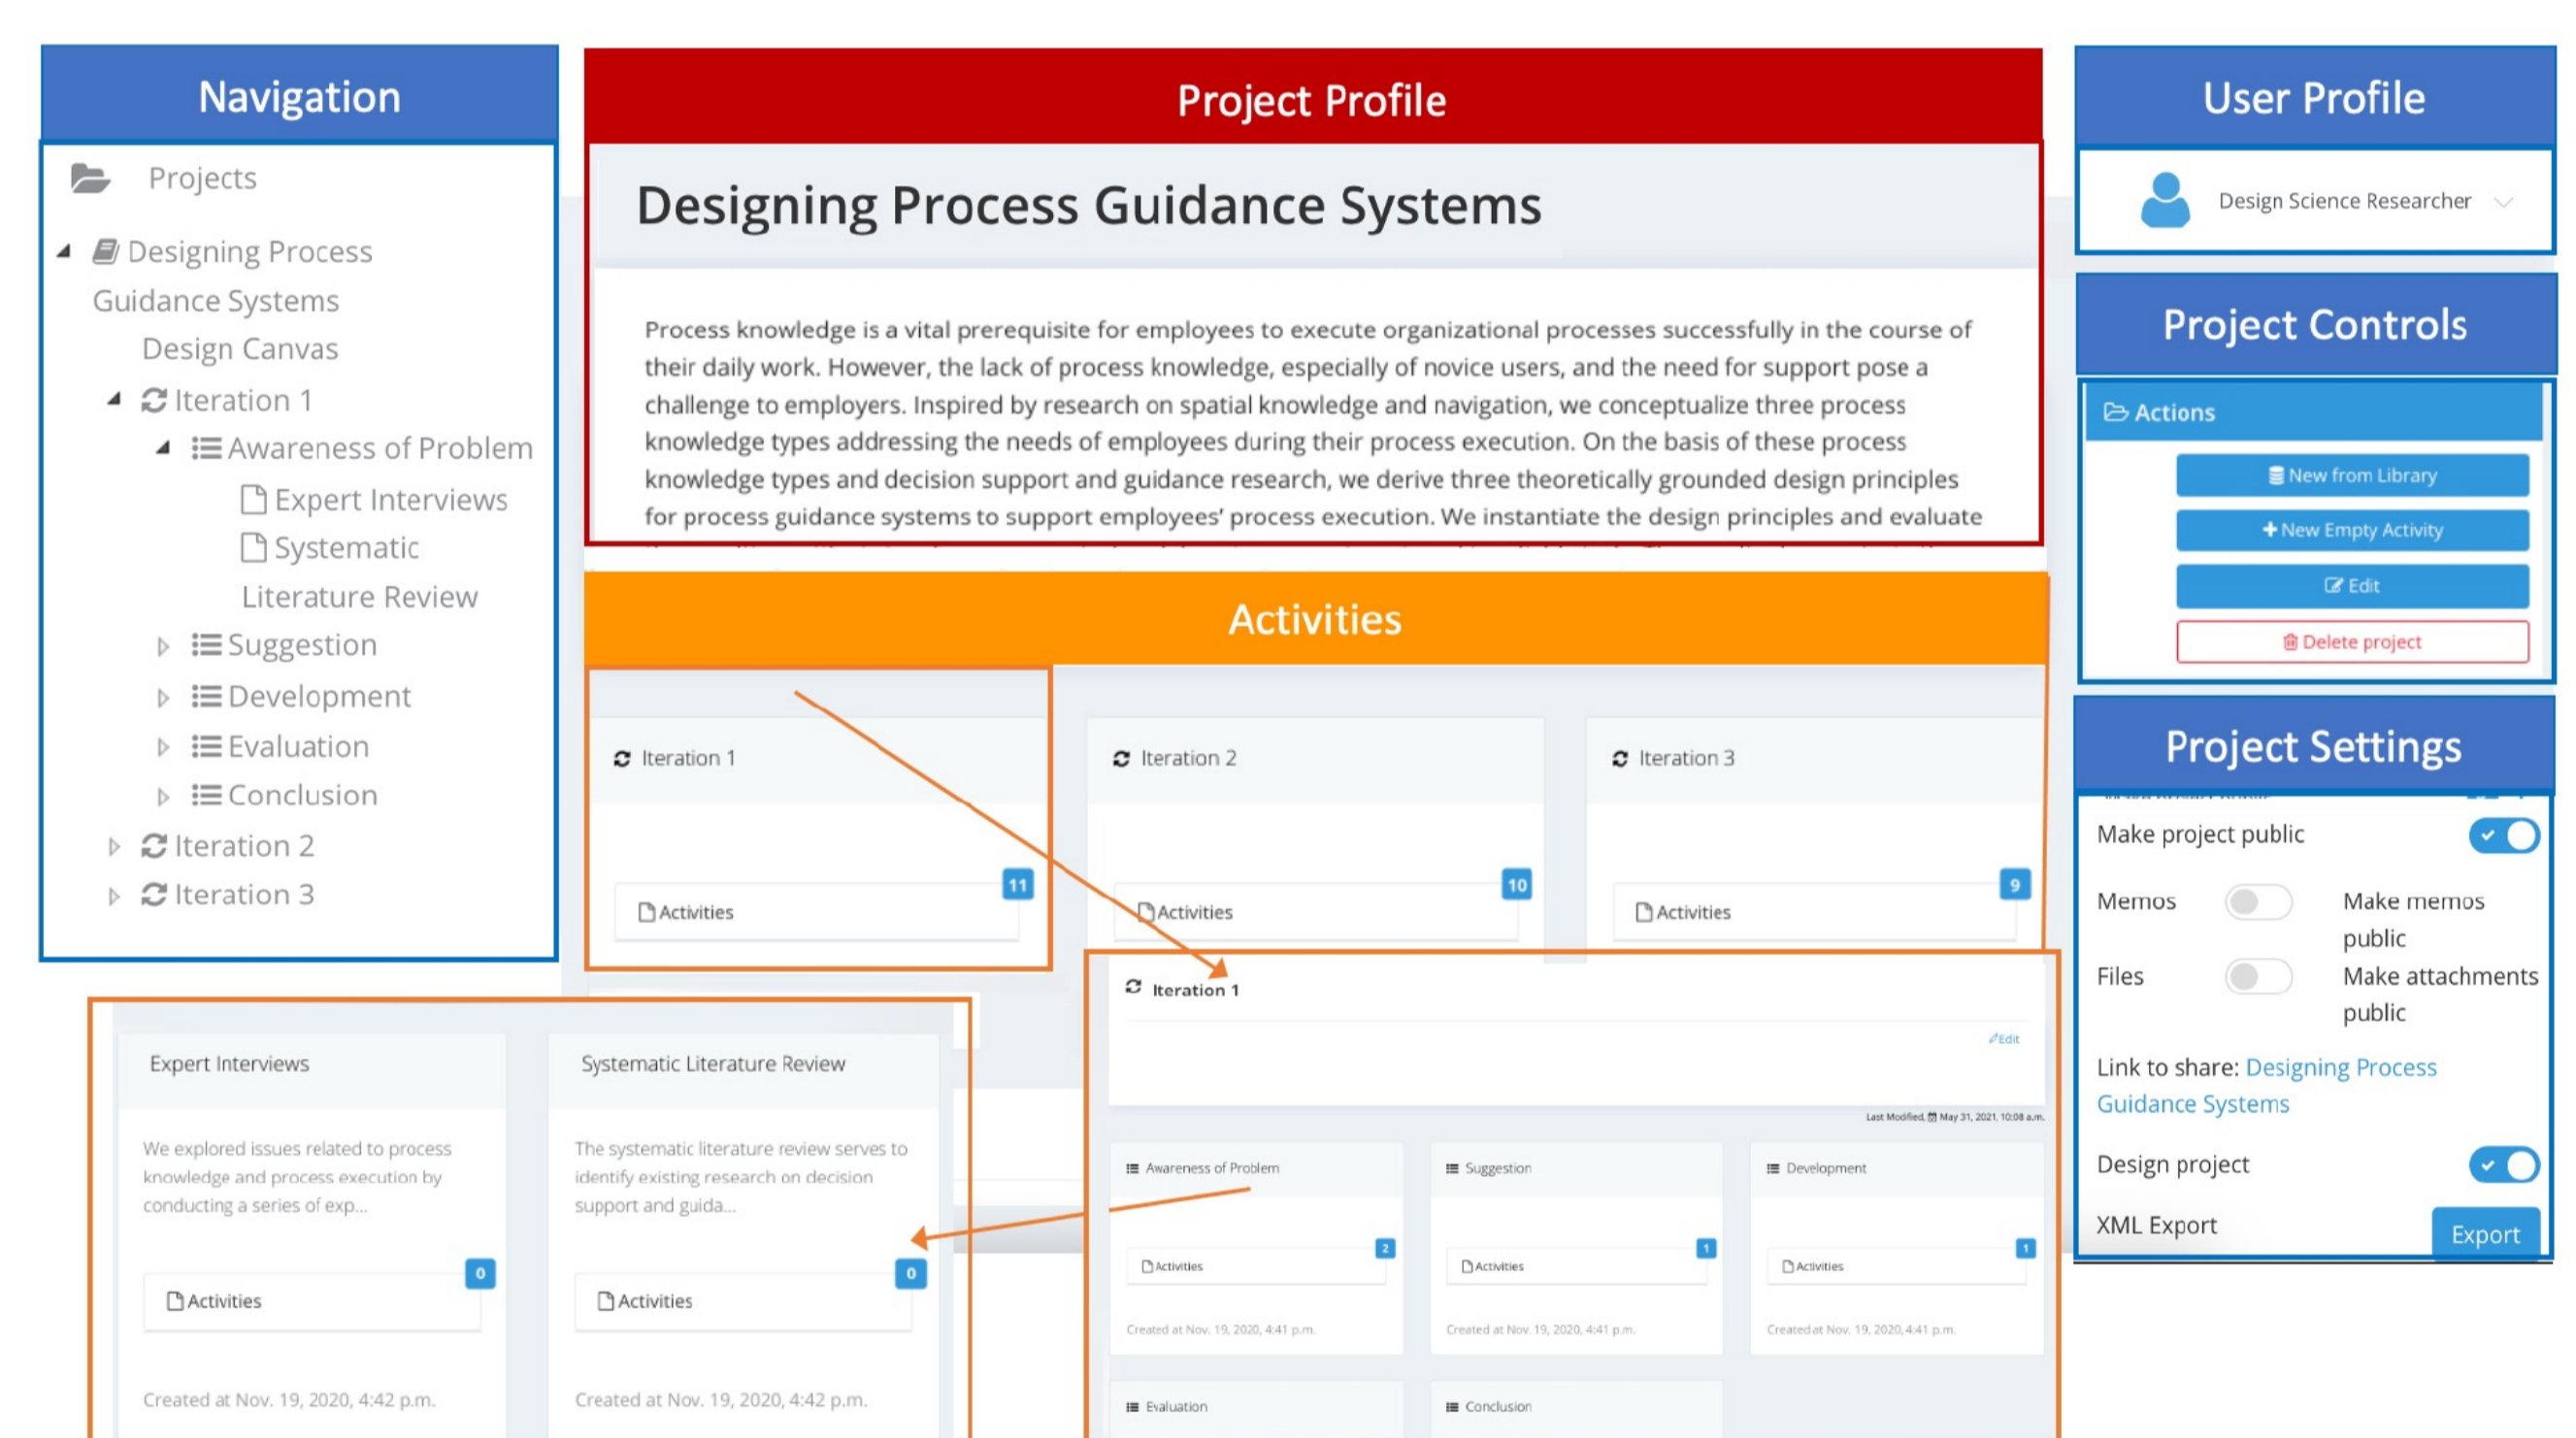 Navigation
Projects
Designing Process
Guidance Systems
Design Canvas
Iteration 1
Awareness of Problem
Expert Interviews
Systematic
Literature Review
Suggestion
Development
Evaluation
Conclusion
Iteration 2
Iteration 3
Project Profile
Designing Process Guidance Systems
Process knowledge is a vital prerequisite for employees to execute organizational processes successfully in the course of
their daily work. However, the lack of process knowledge, especially of novice users, and the need for support pose a
challenge to employers. Inspired by research on spatial knowledge and navigation, we conceptualize three process
knowledge types addressing the needs of employees during their process execution. On the basis of these process
knowledge types and decision support and guidance research, we derive three theoretically grounded design principles
for process guidance systems to support employees' process execution. We instantiate the design principles and evaluate
Activities
Iteration 1
11
Activities
Iteration 2
10
Activities
Iteration 3
9
Activities
Iteration 1
Edit
Last Modified, May 31, 2021, 10:08 a.m.
Awareness of Problem
2
Activities
Created at Nov. 19, 2020, 4:41 p.m.
Suggestion
1
Activities
Created at Nov. 19, 2020, 4:41 p.m.
Development
1
Activities
Created at Nov. 19, 2020, 4:41 p.m.
Evaluation
Conclusion
Expert Interviews
We explored issues related to process
knowledge and process execution by
conducting a series of exp...
0
Activities
Created at Nov. 19, 2020, 4:42 p.m.
Systematic Literature Review
The systematic literature review serves to
identify existing research on decision
support and guida...
0
Activities
Created at Nov. 19, 2020, 4:42 p.m.
User Profile
Design Science Researcher
Project Controls
Actions
New from Library
New Empty Activity
Edit
Delete project
Project Settings
Make project public
Memos
Make memos
public
Files
Make attachments
public
Link to share: Designing Process
Guidance Systems
Design project
XML Export
Export